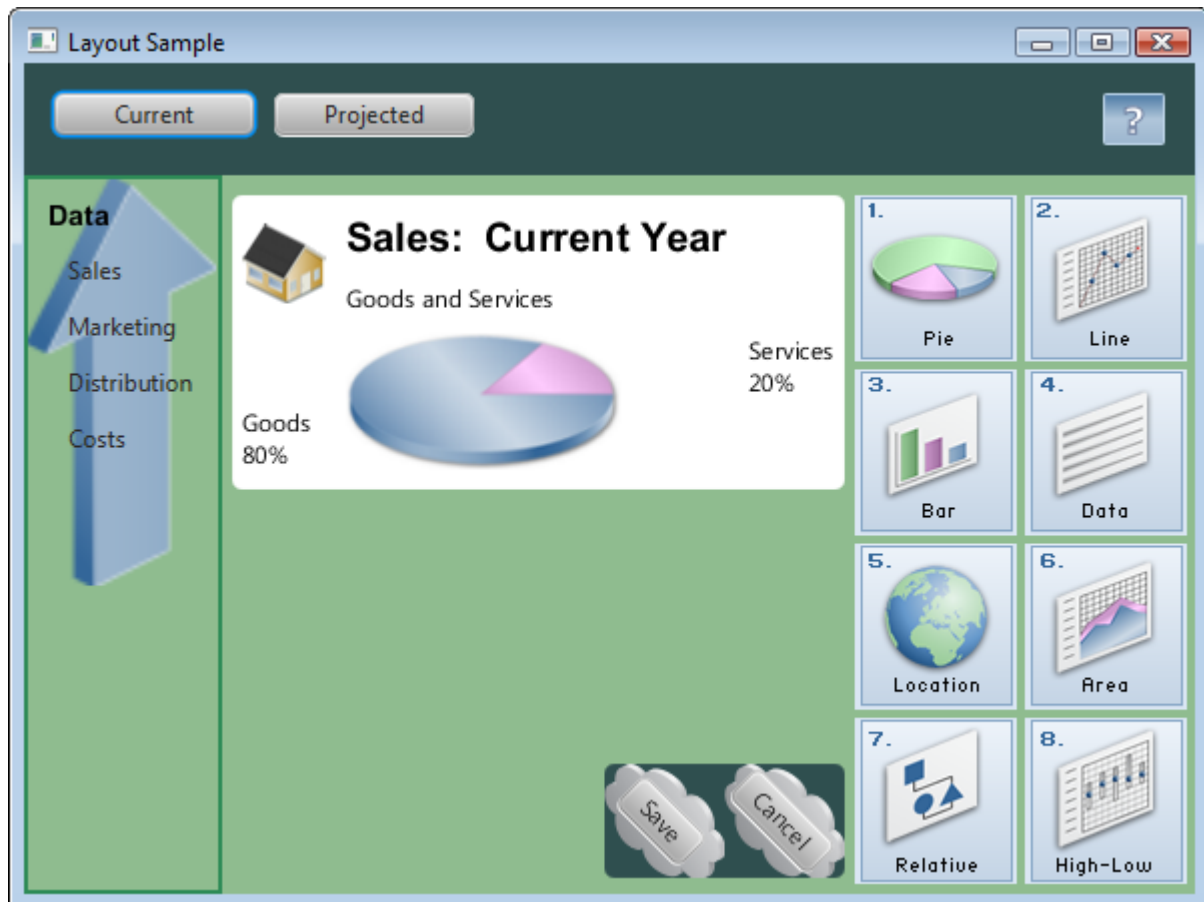 Layout Sample
Current
Projected
?
Data
Sales
Marketing
Distribution
Costs
Sales: Current Year
Goods and Services
Services
20%
Goods
80%
Save
Cancel
1.
Pie
2.
Line
3.
Bar
4.
Data
5.
Location
6.
Area
7.
Relative
8.
High-Low